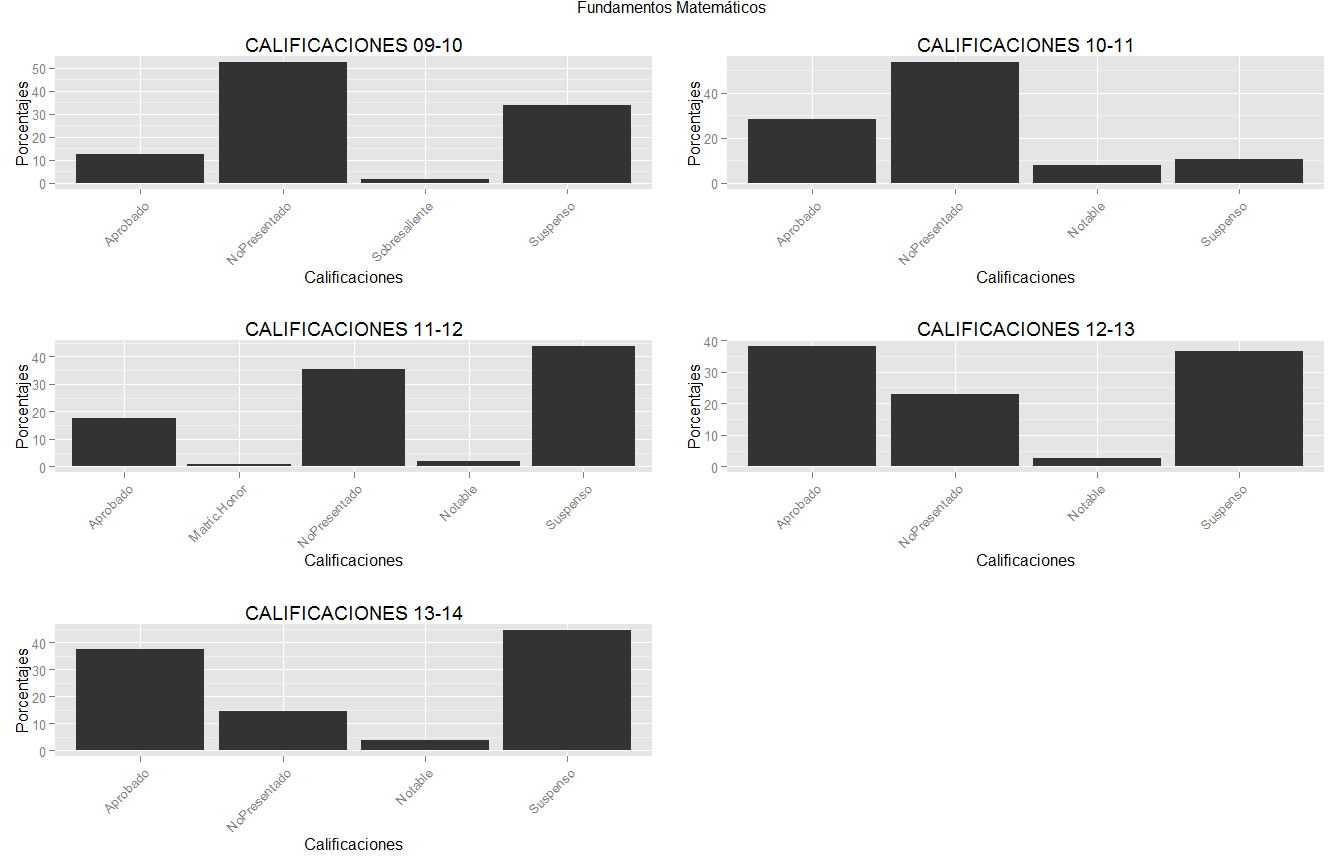 Fundamentos Matemáticos
CALIFICACIONES 09-10
Porcentajes
50
40
30
20
10
0
Aprobado
NoPresentado
Sobresaliente
Suspenso
Calificaciones
CALIFICACIONES 10-11
Porcentajes
40
20
0
Aprobado
NoPresentado
Notable
Suspenso
Calificaciones
CALIFICACIONES 11-12
Porcentajes
40
30
20
10
0
Aprobado
Matríc.Honor
NoPresentado
Notable
Suspenso
Calificaciones
CALIFICACIONES 12-13
Porcentajes
40
30
20
10
0
Aprobado
NoPresentado
Notable
Suspenso
Calificaciones
CALIFICACIONES 13-14
Porcentajes
40
30
20
10
0
Aprobado
NoPresentado
Notable
Suspenso
Calificaciones